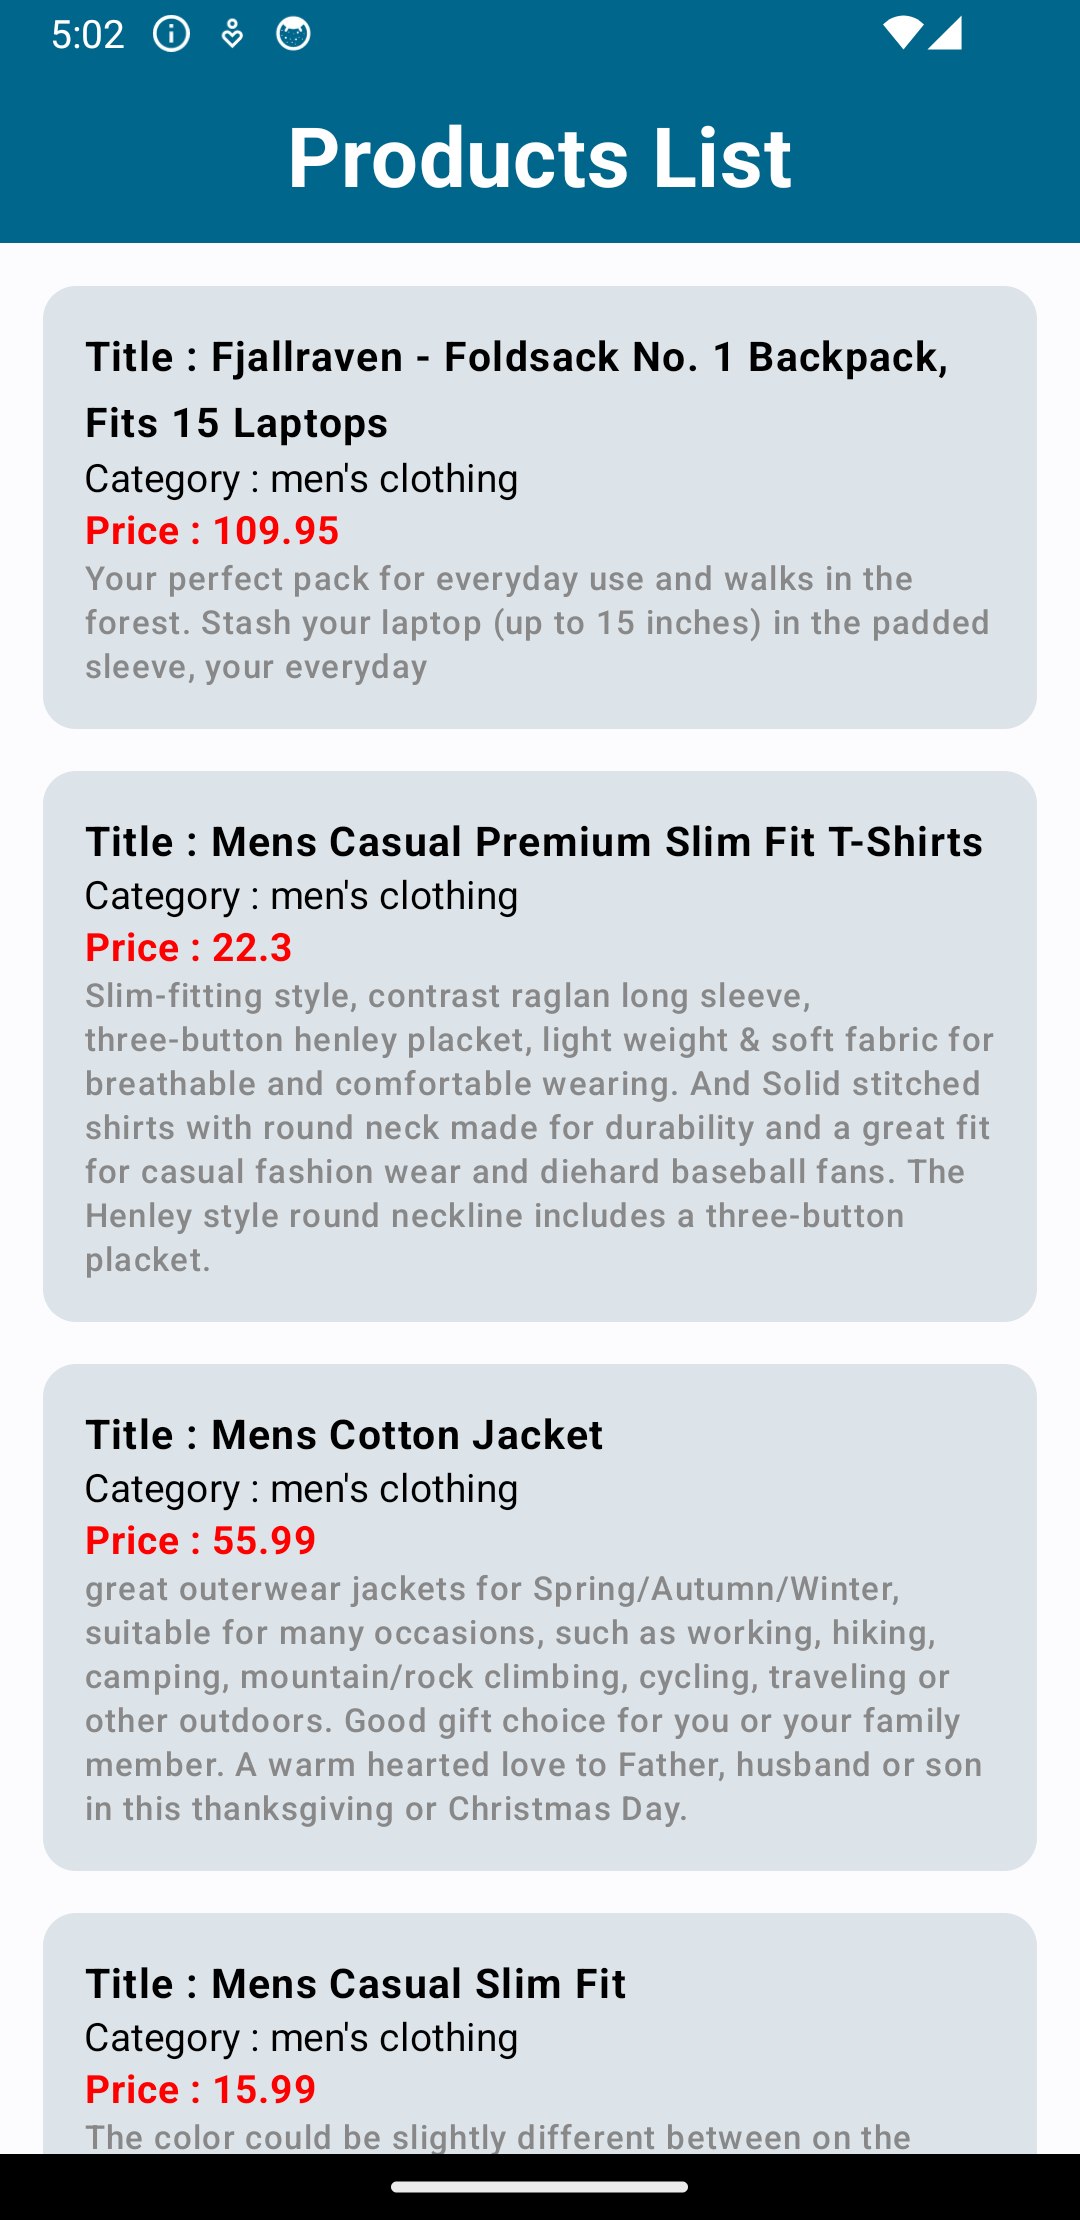 5:02
Products List
Title : Fjallraven - Foldsack No. 1 Backpack,
Fits 15 Laptops
Category : men's clothing
Price : 109.95
Your perfect pack for everyday use and walks in the
forest. Stash your laptop (up to 15 inches) in the padded
sleeve, your everyday
Title : Mens Casual Premium Slim Fit T-Shirts
Category : men's clothing
Price : 22.3
Slim-fitting style, contrast raglan long sleeve,
three-button henley placket, light weight & soft fabric for
breathable and comfortable wearing. And Solid stitched
shirts with round neck made for durability and a great fit
for casual fashion wear and diehard baseball fans. The
Henley style round neckline includes a three-button
placket.
Title : Mens Cotton Jacket
Category : men's clothing
Price : 55.99
great outerwear jackets for Spring/Autumn/Winter,
suitable for many occasions, such as working, hiking,
camping, mountain/rock climbing, cycling, traveling or
other outdoors. Good gift choice for you or your family
member. A warm hearted love to Father, husband or son
in this thanksgiving or Christmas Day.
Title : Mens Casual Slim Fit
Category : men's clothing
Price : 15.99
The color could be slightly different between on the